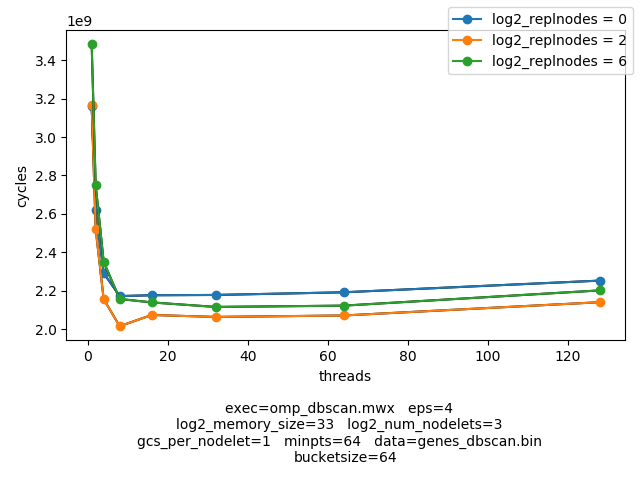 1e9
log2_replnodes = 0
log2_replnodes = 2
log2_replnodes = 6
3.4
3.2
3.0
2.8
2.6
2.4
2.2
2.0
cycles
0 20 40 60 80 100 120
threads
exec=omp_dbscan.mwx eps=4
log2_memory_size=33 log2_num_nodelets=3
gcs_per_nodelet=1 minpts=64 data=genes_dbscan.bin
bucketsize=64